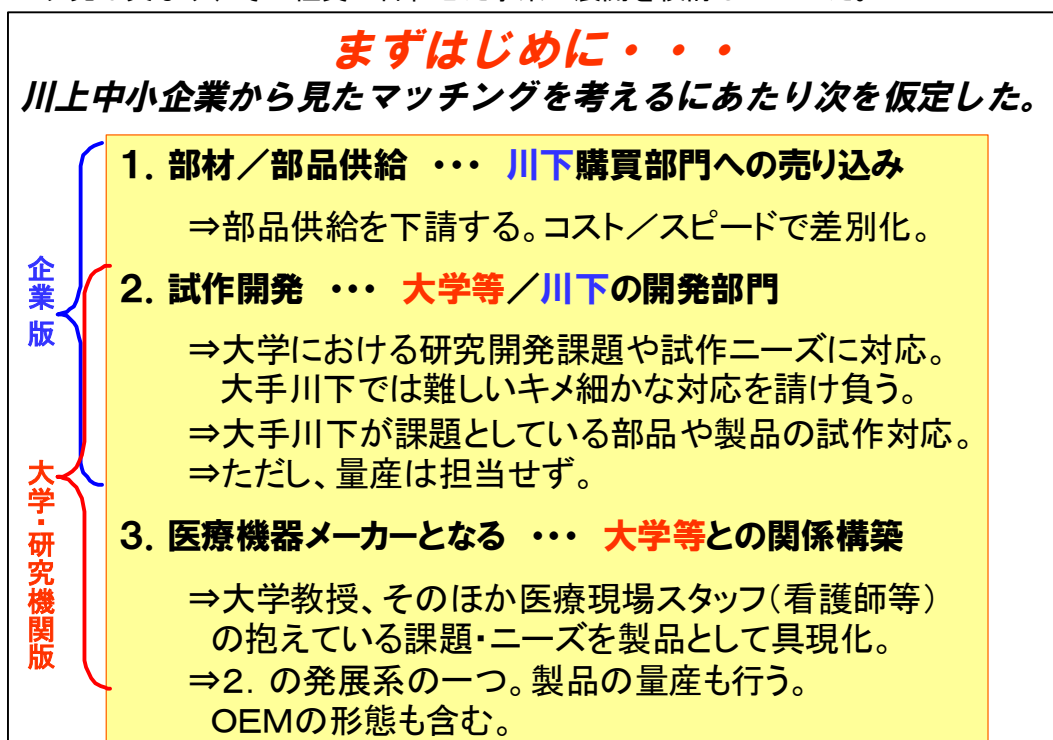 まずはじめに・・・
川上中小企業から見たマッチングを考えるにあたり次を仮定した。
1. 部材／部品供給 ・・・ 川下購買部門への売り込み
⇒部品供給を下請する。コスト／スピードで差別化。
2. 試作開発 ・・・ 大学等／川下の開発部門
⇒大学における研究開発課題や試作ニーズに対応。
大手川下では難しいキメ細かな対応を請け負う。
⇒大手川下が課題としている部品や製品の試作対応。
⇒ただし、量産は担当せず。
3. 医療機器メーカーとなる ・・・ 大学等との関係構築
⇒大学教授、そのほか医療現場スタッフ（看護師等）
の抱えている課題・ニーズを製品として具現化。
⇒2. の発展系の一つ。製品の量産も行う。
OEMの形態も含む。
企業版
大学・研究機関版